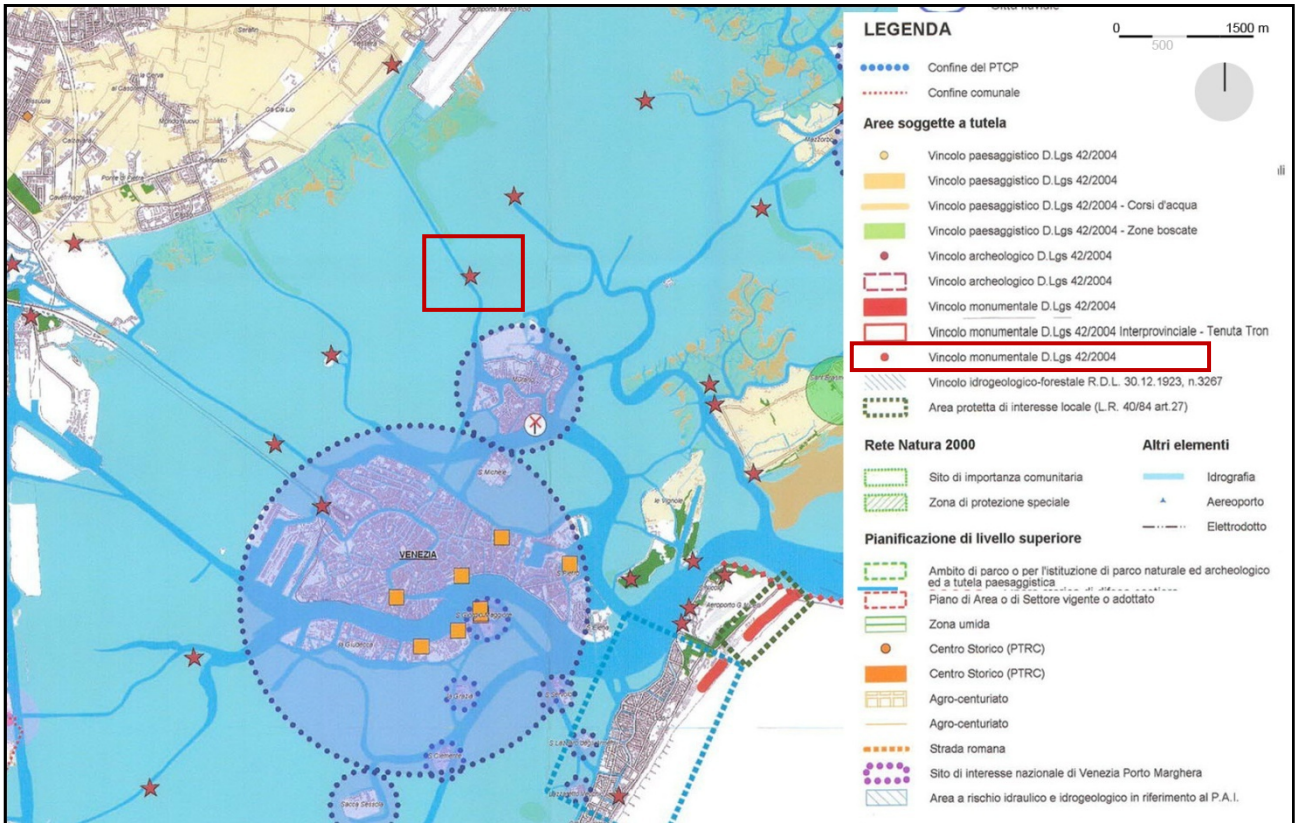 Tessera
Mazzorbo
Murano
S.Michele
le Vignole
VENEZIA
la Giudecca
la Grazia
S.Servolo
S.Clemente
Sacca Sessola
LEGENDA
0 1500 m
500
Confine del PTCP
Confine comunale
Aree soggette a tutela
Vincolo paesaggistico D.Lgs 42/2004
Vincolo paesaggistico D.Lgs 42/2004
Vincolo paesaggistico D.Lgs 42/2004 - Corsi d'acqua
Vincolo paesaggistico D.Lgs 42/2004 - Zone boscate
Vincolo archeologico D.Lgs 42/2004
Vincolo archeologico D.Lgs 42/2004
Vincolo monumentale D.Lgs 42/2004
Vincolo monumentale D.Lgs 42/2004 Interprovinciale - Tenuta Tron
Vincolo monumentale D.Lgs 42/2004
Vincolo idrogeologico-forestale R.D.L. 30.12.1923, n.3267
Area protetta di interesse locale (L.R. 40/84 art.27)
Rete Natura 2000
Sito di importanza comunitaria
Zona di protezione speciale
Altri elementi
Idrografia
Aereoporto
Elettrodotto
Pianificazione di livello superiore
Ambito di parco o per l'istituzione di parco naturale ed archeologico
ed a tutela paesaggistica
Piano di Area o di Settore vigente o adottato
Zona umida
Centro Storico (PTRC)
Centro Storico (PTRC)
Agro-centuriato
Agro-centuriato
Strada romana
Sito di interesse nazionale di Venezia Porto Marghera
Area a rischio idraulico e idrogeologico in riferimento al P.A.I.